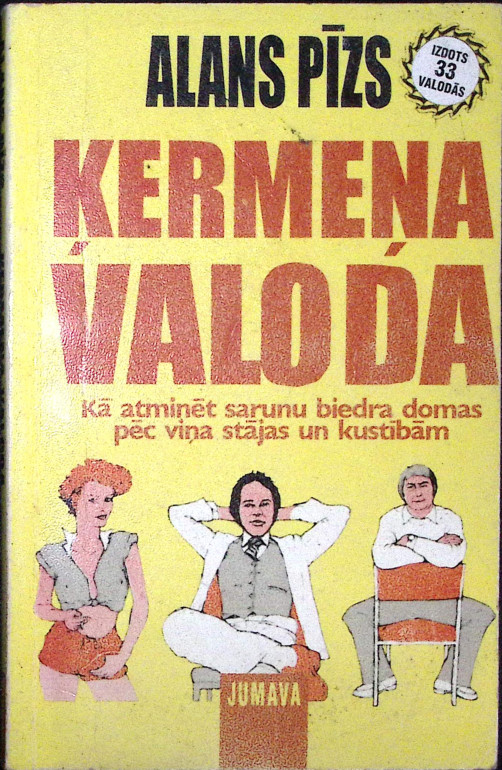 ALANS PĪZS
IZDOTS
33
VALODĀS
ĶERMEŅA
VALODA
Kā atminēt sarunu biedra domas
pēc viņa stājas un kustībām
JUMAVA